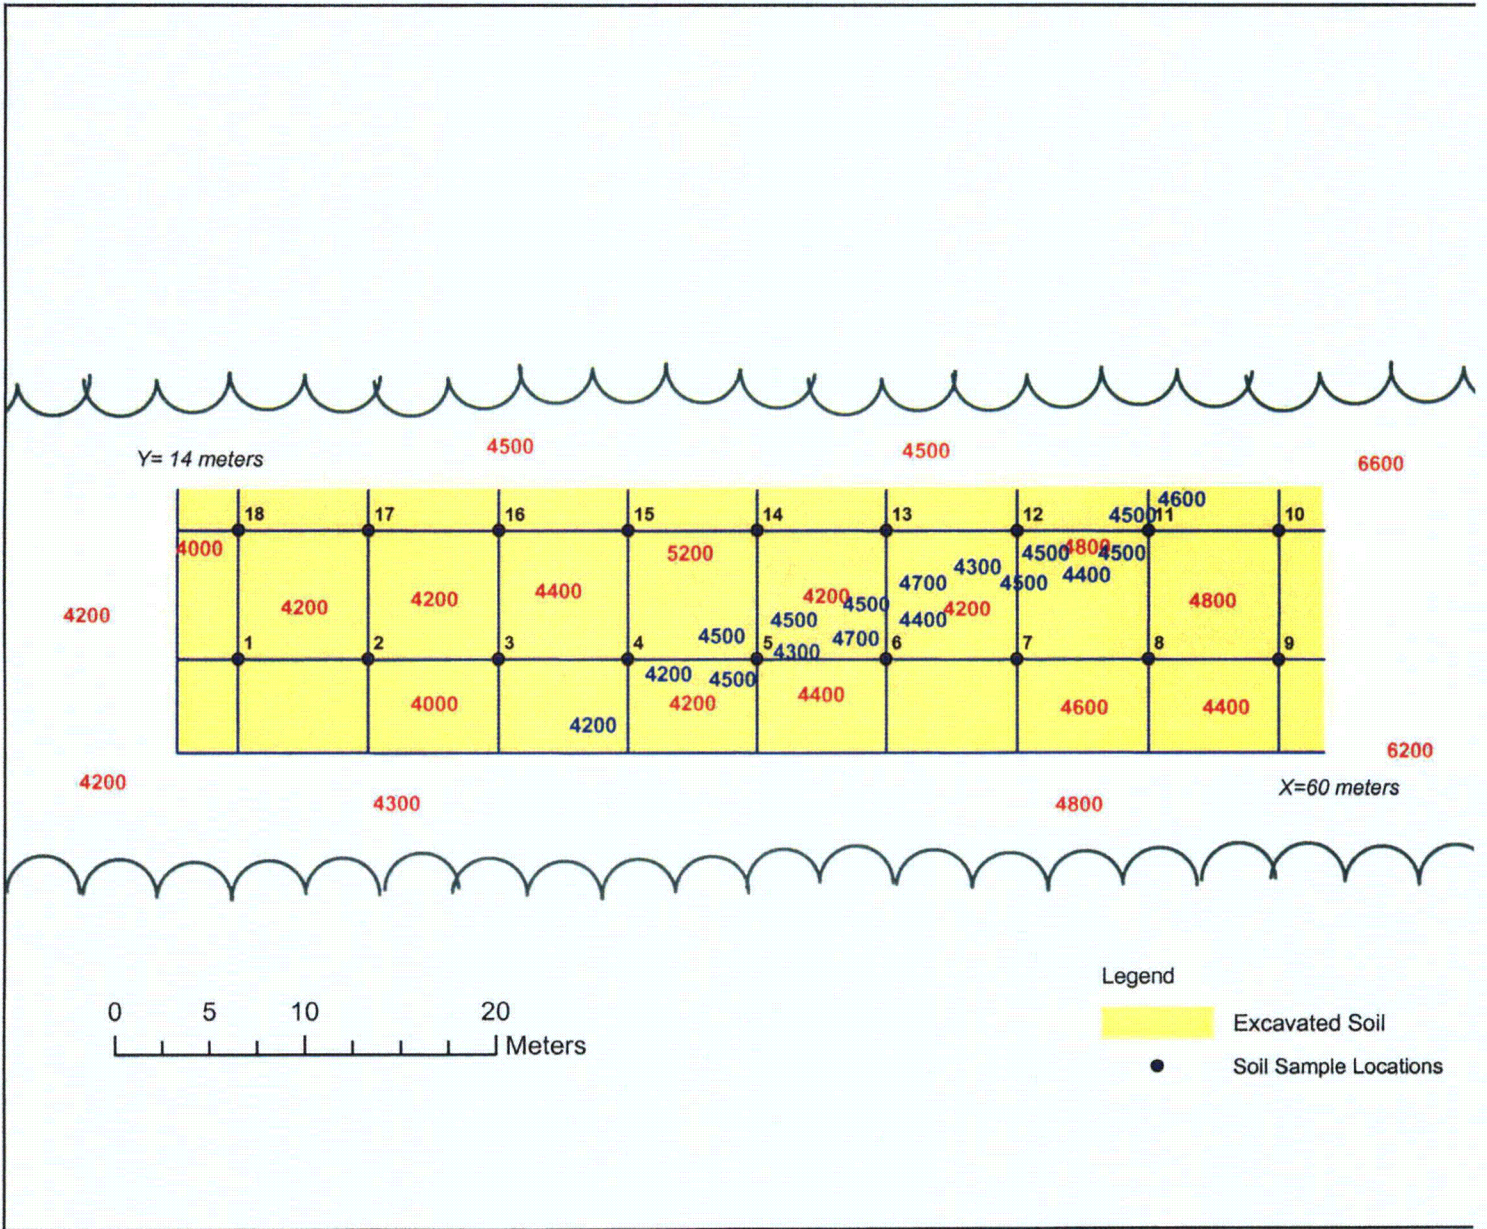 4500
4500
Y= 14 meters
6600
4600
18 17 16 15 14 13 12 4500 11 10
4000 5200 4500 4800 4500
4300 4400
4200 4200 4400 4200 4500 4700 4500 4800
4200 4200
4500 4400
4500 4700
1 2 3 4 5 4300 6 7 8 9
4200 4500
4000 4200 4400 4600 4400
4200
6200
4200
X=60 meters
4300 4800
Legend
0 5 10 20
Excavated Soil
Meters
Soil Sample Locations